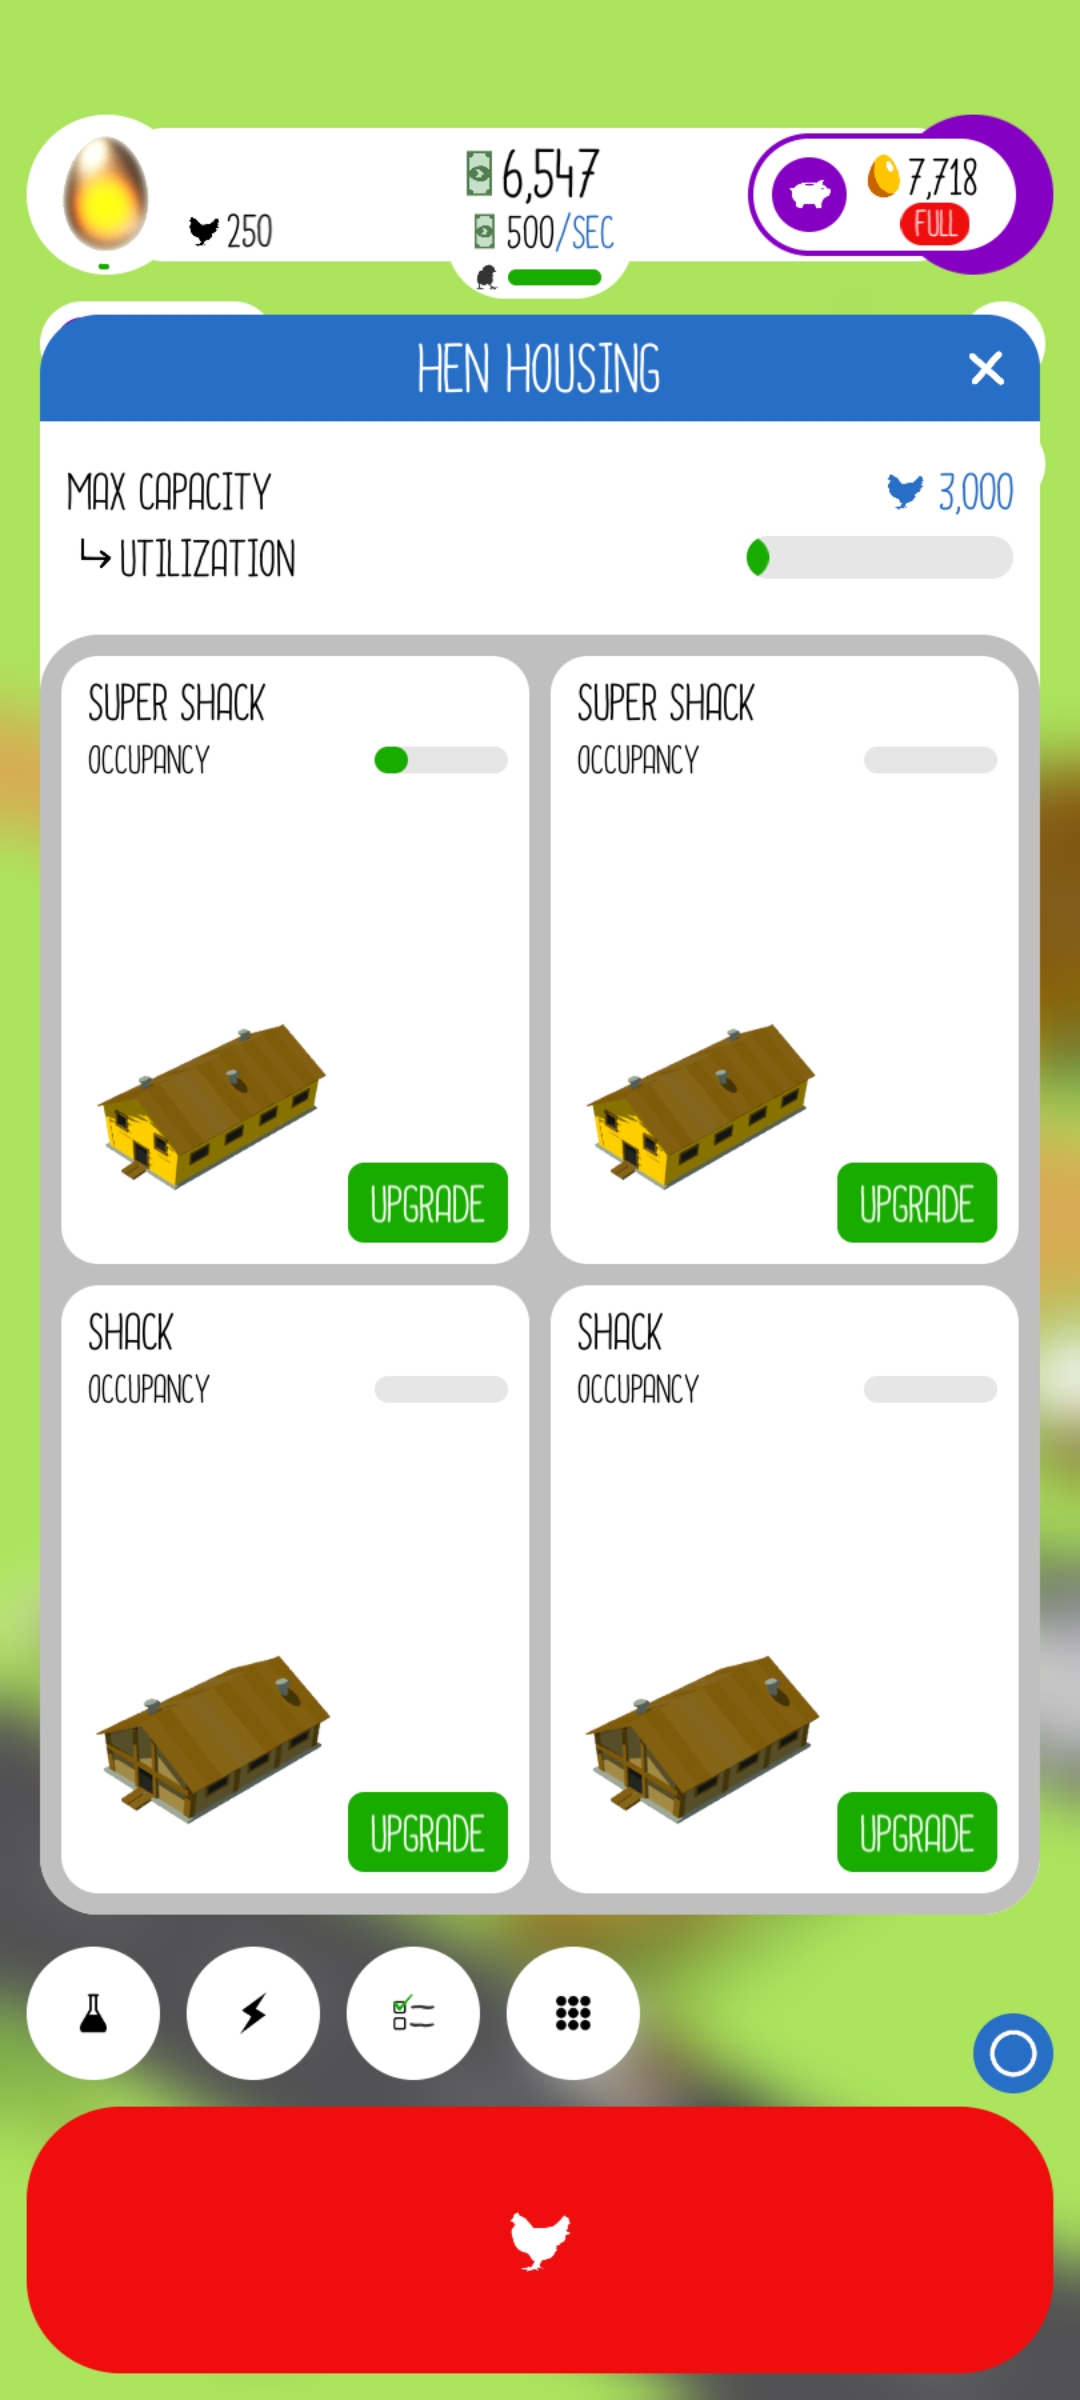 6,547
7,718
250
500/SEC
FULL
HEN HOUSING
MAX CAPACITY
3,000
UTILIZATION
SUPER SHACK
OCCUPANCY
UPGRADE
SUPER SHACK
OCCUPANCY
UPGRADE
SHACK
OCCUPANCY
UPGRADE
SHACK
OCCUPANCY
UPGRADE